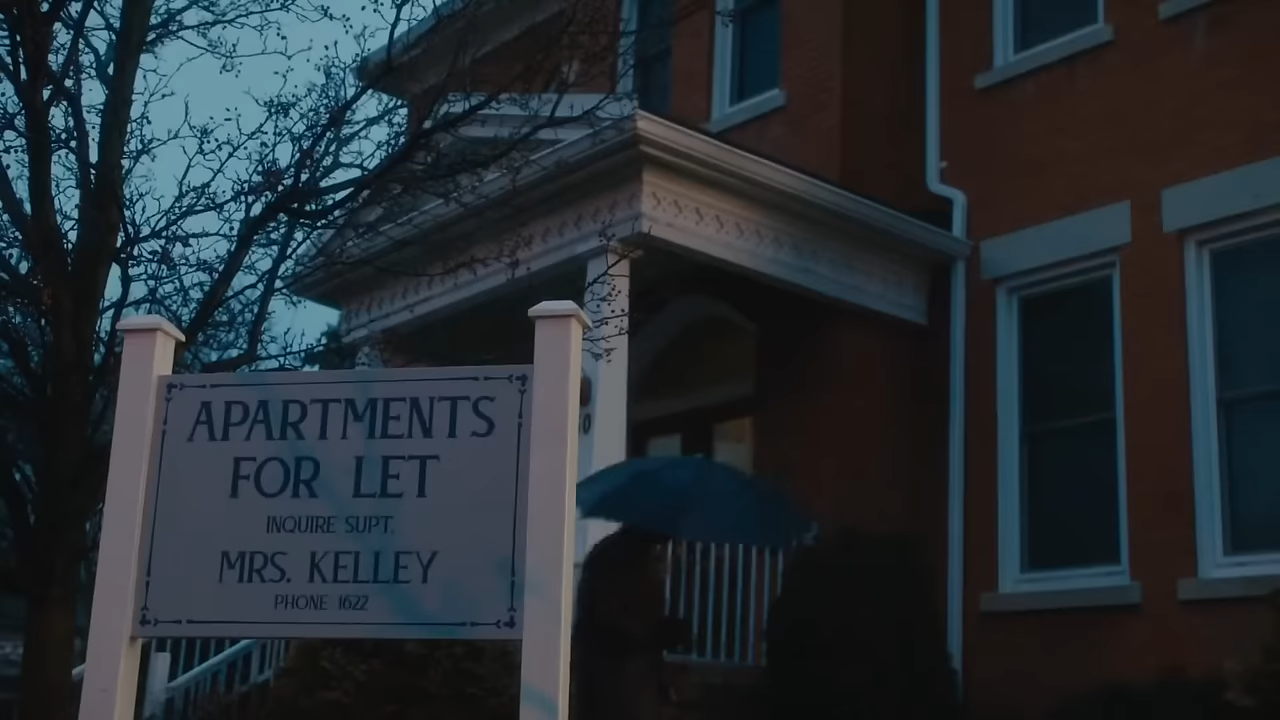 APARTMENTS
FOR LET
INQUIRE SUPT.
MRS. KELLEY
PHONE 1622